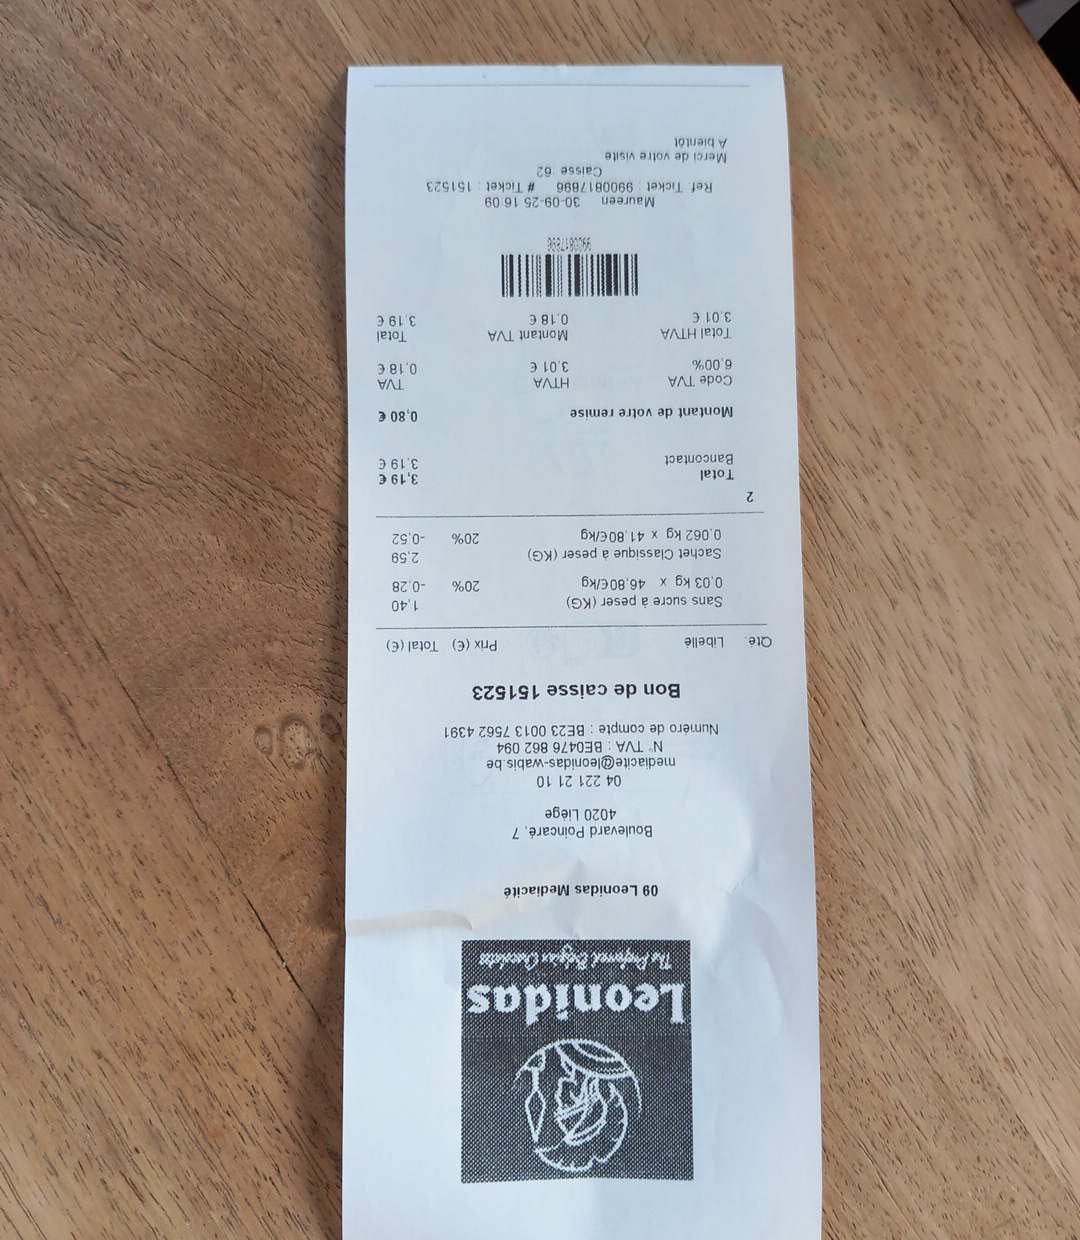 Leonidas
The Preferred Belgian Chocolates
09 Leonidas Mediacité
Boulevard Poincaré, 7
4020 Liége
04 221 21 10
mediacite@leonidas-wabis.be
N° TVA : BE0476 862 094
Numéro de compte : BE23 0013 7562 4391
Bon de caisse 151523
Qté. Libellé Prix (€) Total (€)
Sans sucre à peser (KG) 1,40
0,03 kg x 46,80€/kg 20% -0,28
Sachet Classique à peser (KG) 2,59
0,062 kg x 41,80€/kg 20% -0,52
2
Total 3,19 €
Bancontact 3,19 €
Montant de votre remise 0,80 €
Code TVA HTVA TVA
6,00% 3,01 € 0,18 €
Total HTVA Montant TVA Total
3,01 € 0,18 € 3,19 €
9900817896
Maureen 30-09-25 16:09
Ref. Ticket : 9900817896 # Ticket : 151523
Caisse :62
Merci de votre visite
A bientôt